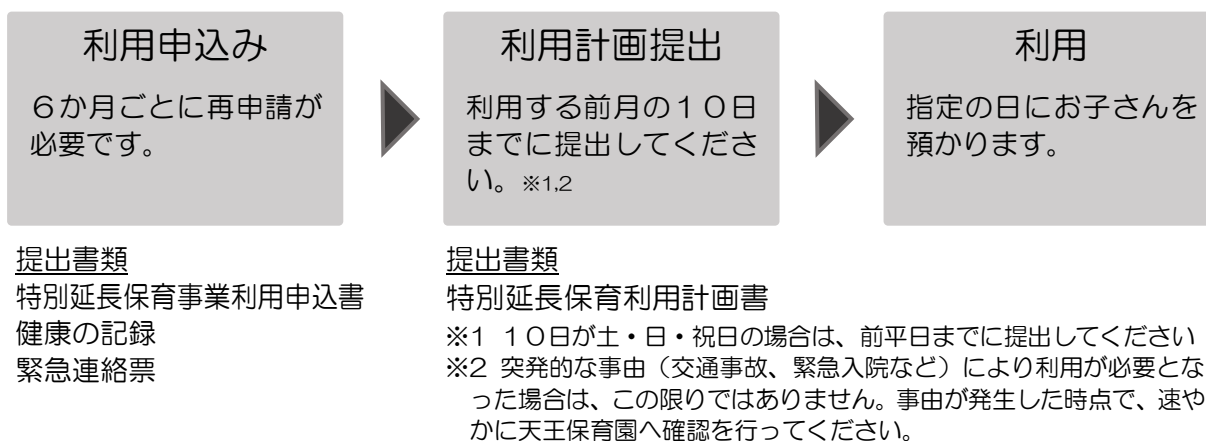 利用申込み
６か月ごとに再申請が
必要です。
利用計画提出
利用する前月の１０日
までに提出してくださ
い。※1,2
利用
指定の日にお子さんを
預かります。
提出書類
特別延長保育事業利用申込書
健康の記録
緊急連絡票
提出書類
特別延長保育利用計画書
※1 １０日が土・日・祝日の場合は、前平日までに提出してください
※2 突発的な事由（交通事故、緊急入院など）により利用が必要とな
った場合は、この限りではありません。事由が発生した時点で、速や
かに天王保育園へ確認を行ってください。